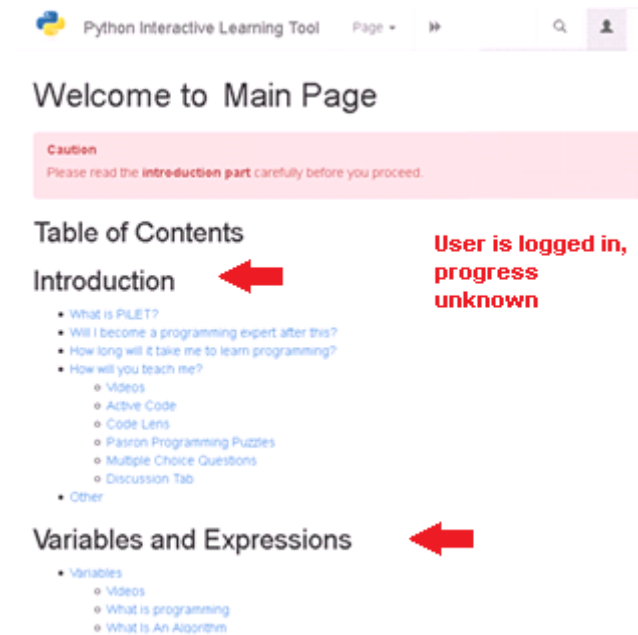 Python Interactive Learning Tool Page
Welcome to Main Page
Caution
Please read the introduction part carefully before you proceed.
Table of Contents
User is logged in,
progress
unknown
Introduction
What is PiLET?
Will I become a programming expert after this?
How long will it take me to learn programming?
How will you teach me?
Videos
Active Code
Code Lens
Pasron Programming Puzzles
Multiple Choice Questions
Discussion Tab
Other
Variables and Expressions
Variables
Videos
What is programming
What Is An Algorithm